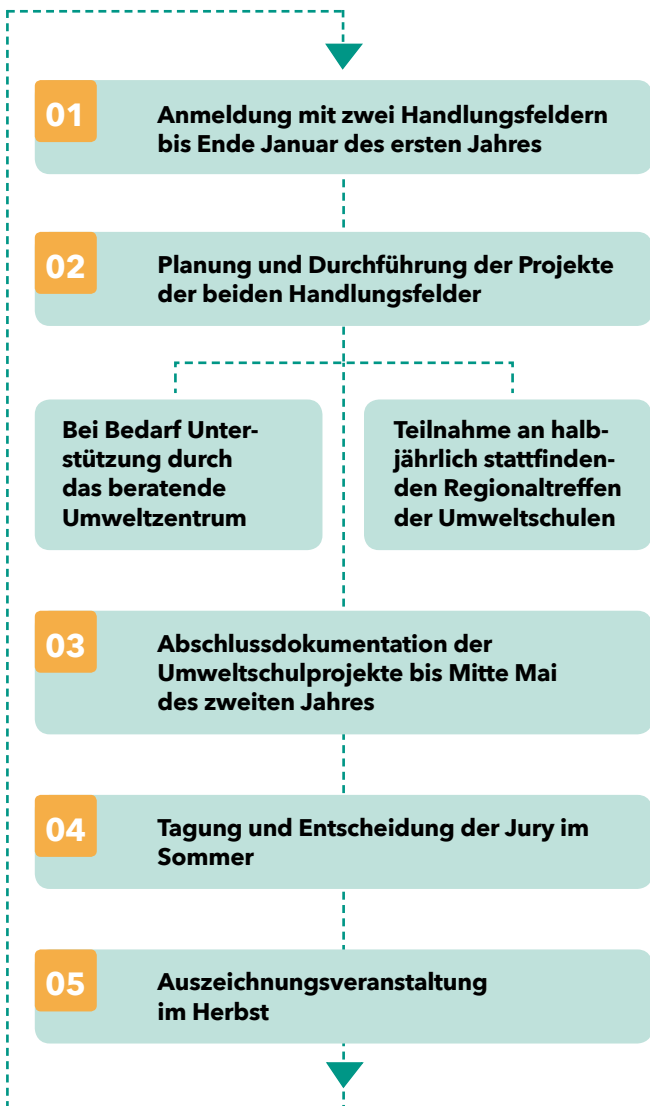 01
Anmeldung mit zwei Handlungsfeldern
bis Ende Januar des ersten Jahres
02
Planung und Durchführung der Projekte
der beiden Handlungsfelder
Bei Bedarf Unter-
stützung durch
das beratende
Umweltzentrum
Teilnahme an halb-
jährlich stattfinden-
den Regionaltreffen
der Umweltschulen
03
Abschlussdokumentation der
Umweltschulprojekte bis Mitte Mai
des zweiten Jahres
04
Tagung und Entscheidung der Jury im
Sommer
05
Auszeichnungsveranstaltung
im Herbst